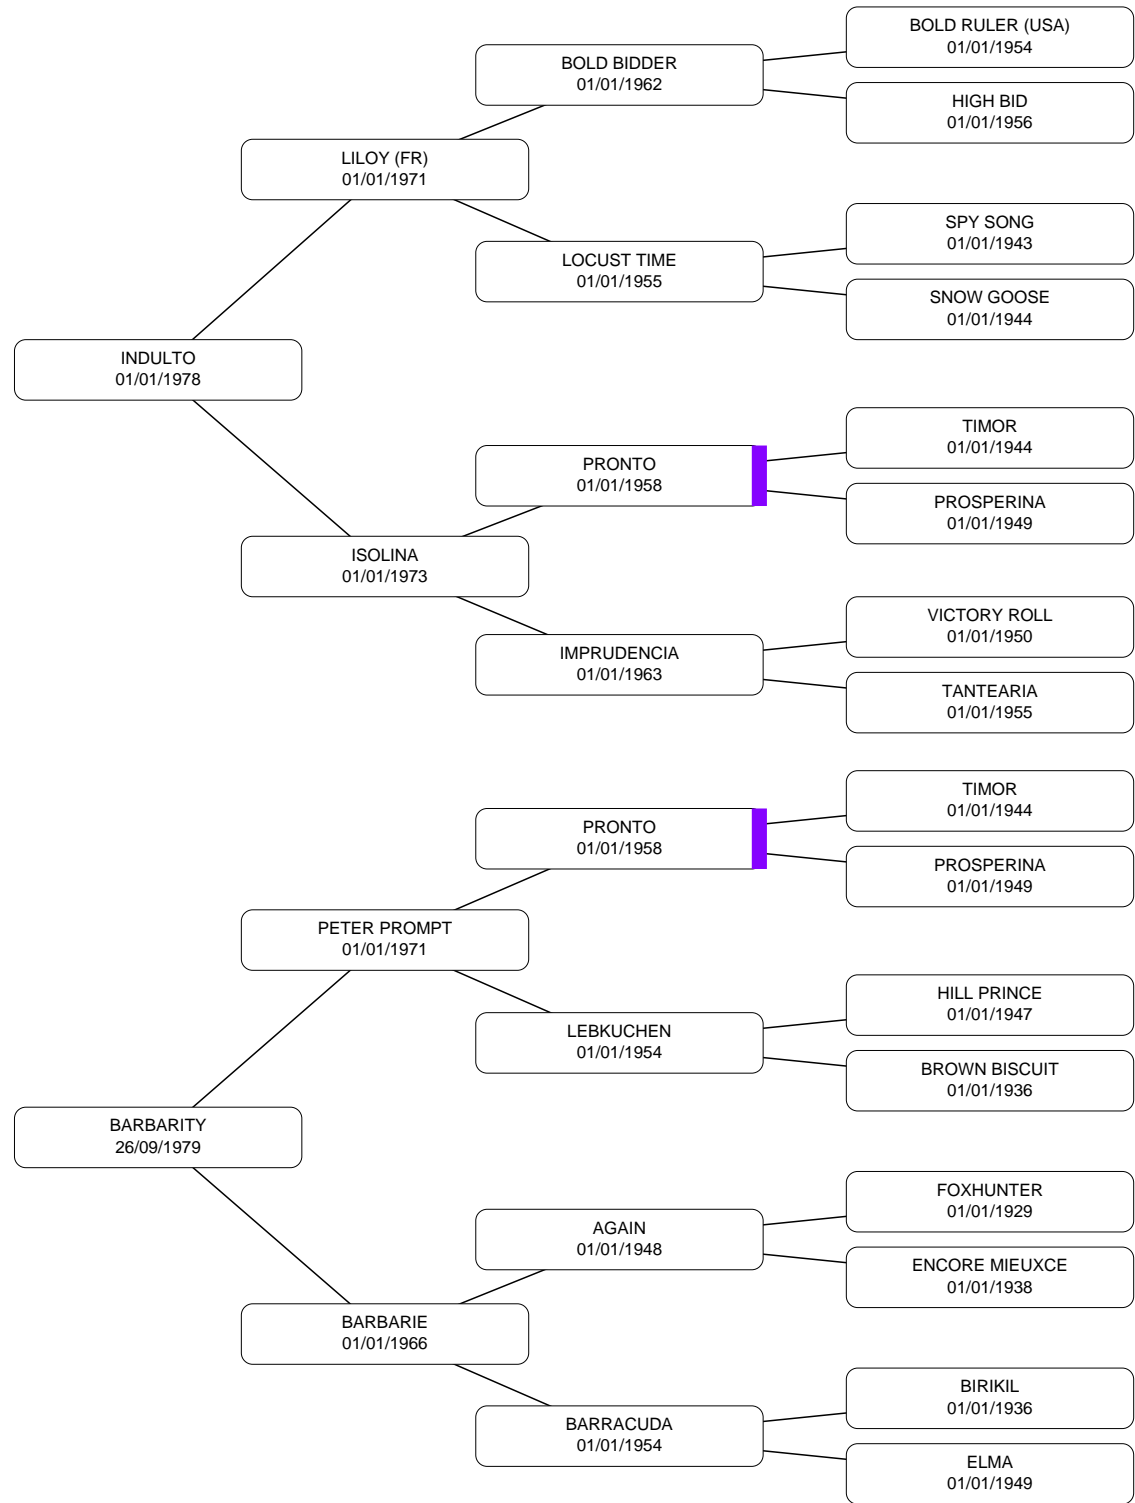 BOLD RULER (USA)
01/01/1954
BOLD BIDDER
01/01/1962
HIGH BID
01/01/1956
LILOY (FR)
01/01/1971
SPY SONG
01/01/1943
LOCUST TIME
01/01/1955
SNOW GOOSE
01/01/1944
INDULTO
01/01/1978
TIMOR
01/01/1944
PRONTO
01/01/1958
PROSPERINA
01/01/1949
ISOLINA
01/01/1973
VICTORY ROLL
01/01/1950
IMPRUDENCIA
01/01/1963
TANTEARIA
01/01/1955
TIMOR
01/01/1944
PRONTO
01/01/1958
PROSPERINA
01/01/1949
PETER PROMPT
01/01/1971
HILL PRINCE
01/01/1947
LEBKUCHEN
01/01/1954
BROWN BISCUIT
01/01/1936
BARBARITY
26/09/1979
FOXHUNTER
01/01/1929
AGAIN
01/01/1948
ENCORE MIEUXCE
01/01/1938
BARBARIE
01/01/1966
BIRIKIL
01/01/1936
BARRACUDA
01/01/1954
ELMA
01/01/1949